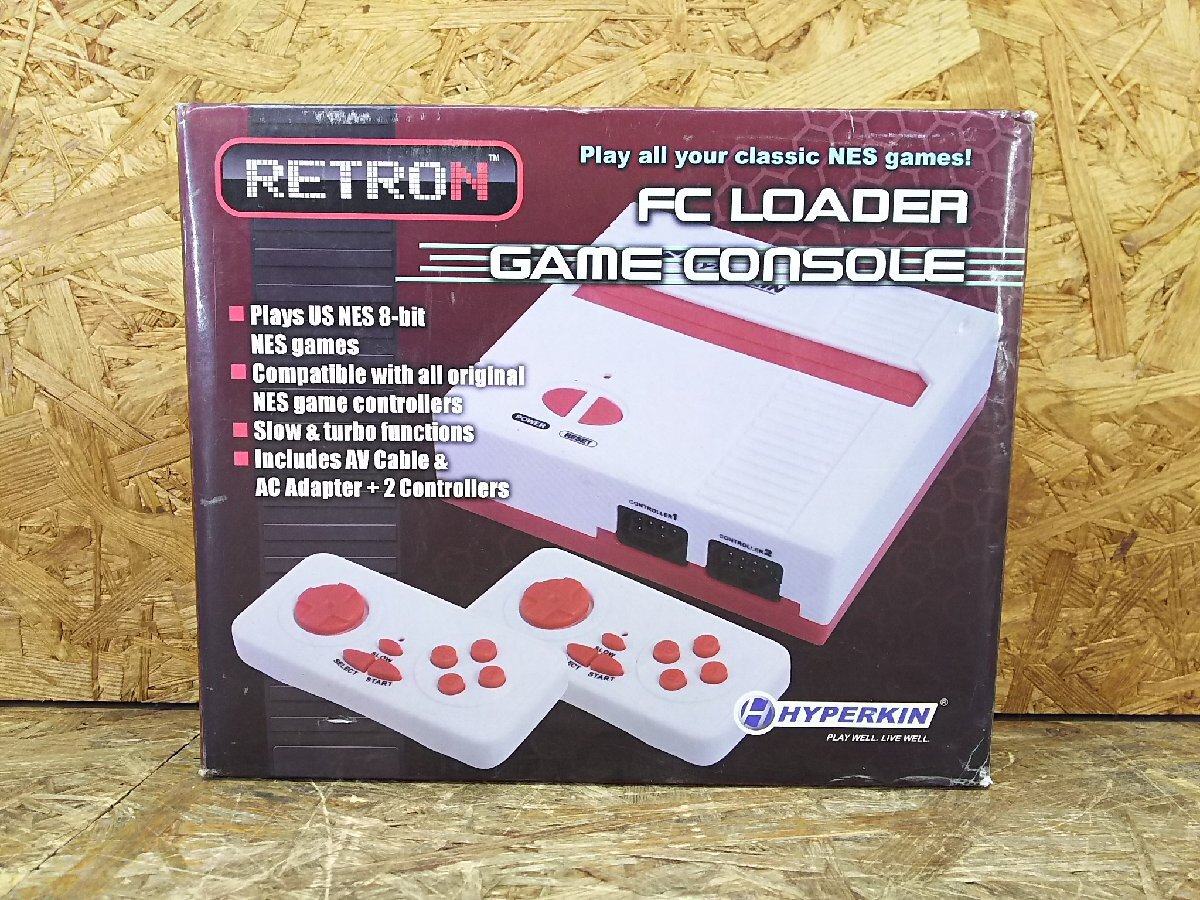 RETRON™
Play all your classic NES games!
FC LOADER
GAME CONSOLE
Plays US NES 8-bit
NES games
Compatible with all original
NES game controllers
Slow & turbo functions
Includes AV Cable &
AC Adapter + 2 Controllers
POWER
RESET
CONTROLLER1
CONTROLLER2
SLOW
SELECT START
SLOW
ECT START
HYPERKIN®
PLAY WELL. LIVE WELL.